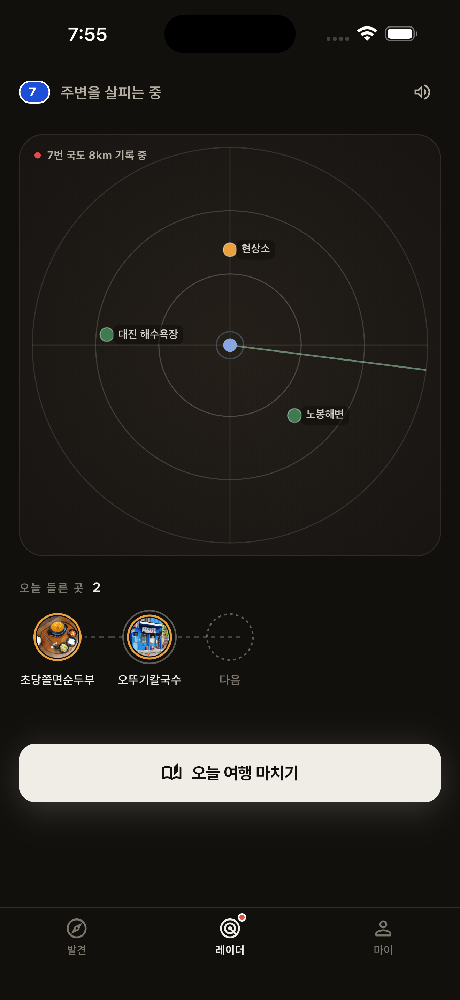 7:55
7 주변을 살피는 중
7번 국도 8km 기록 중
현상소
대진 해수욕장
노봉해변
오늘 들른 곳 2
초당쫄면순두부 오뚜기칼국수 다음
오늘 여행 마치기
발견 레이더 마이